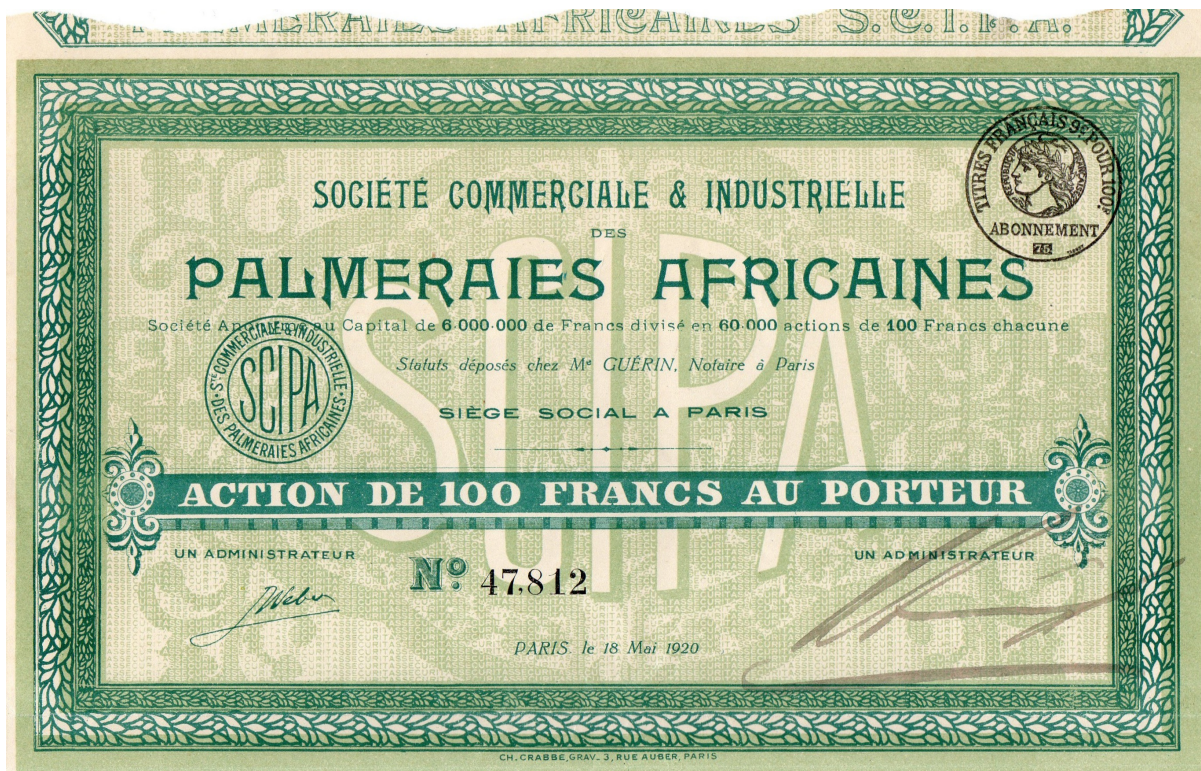 PALMERAIES AFRICAINES S.C.I.P.A.
TITRES FRANÇAIS 9c POUR 100f
RÉPUBLIQUE FRANÇAISE
ABONNEMENT
75
SOCIÉTÉ COMMERCIALE & INDUSTRIELLE
DES
PALMERAIES AFRICAINES
Société Anonyme au Capital de 6.000.000 de Francs divisé en 60.000 actions de 100 Francs chacune
Statuts déposés chez Me GUÉRIN, Notaire à Paris
STÉ COMMERCIALE & INDUSTRIELLE
SCIPA
DES PALMERAIES AFRICAINES
SIÈGE SOCIAL A PARIS
SCIPA
ACTION DE 100 FRANCS AU PORTEUR
UN ADMINISTRATEUR
UN ADMINISTRATEUR
No 47,812
JWeber
PARIS. le 18 Mai 1920
CH. CRABBE, GRAV_ 3, RUE AUBER, PARIS